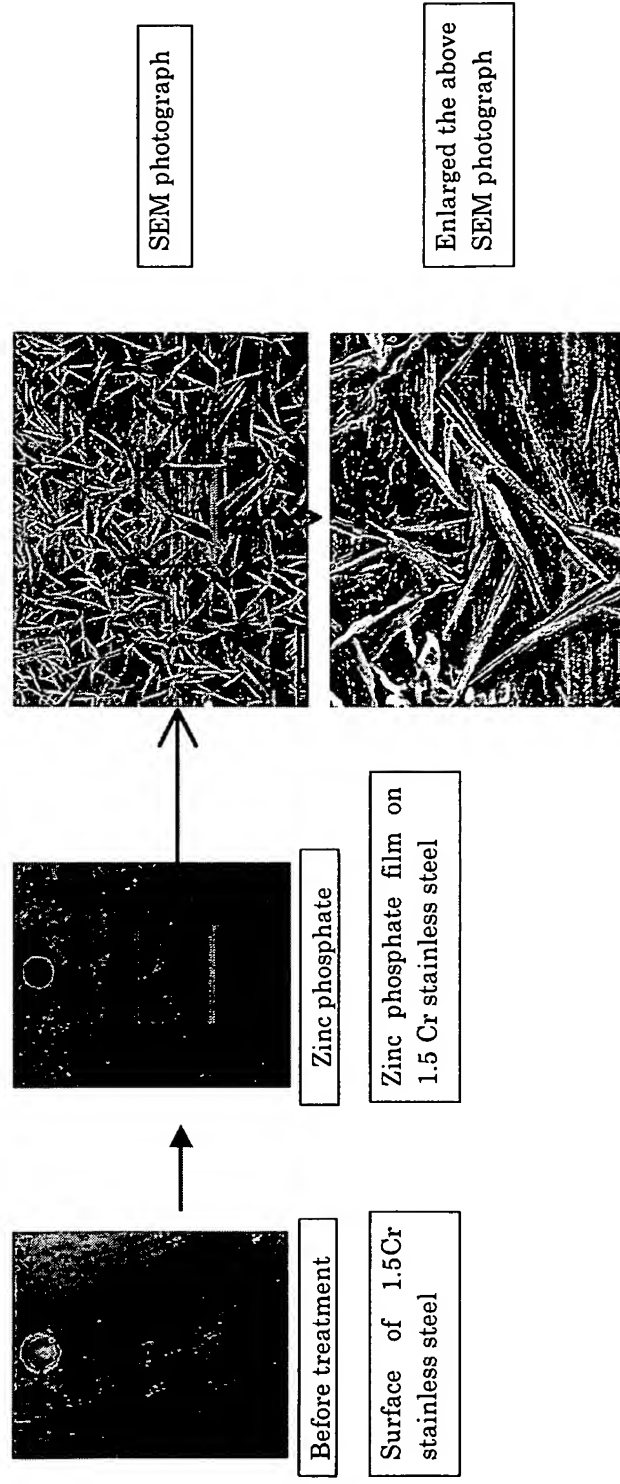 Before treatment
Surface of 1.5Cr
stainless steel
Zinc phosphate
Zinc phosphate film on
1.5 Cr stainless steel
SEM photograph
Enlarged the above
SEM photograph